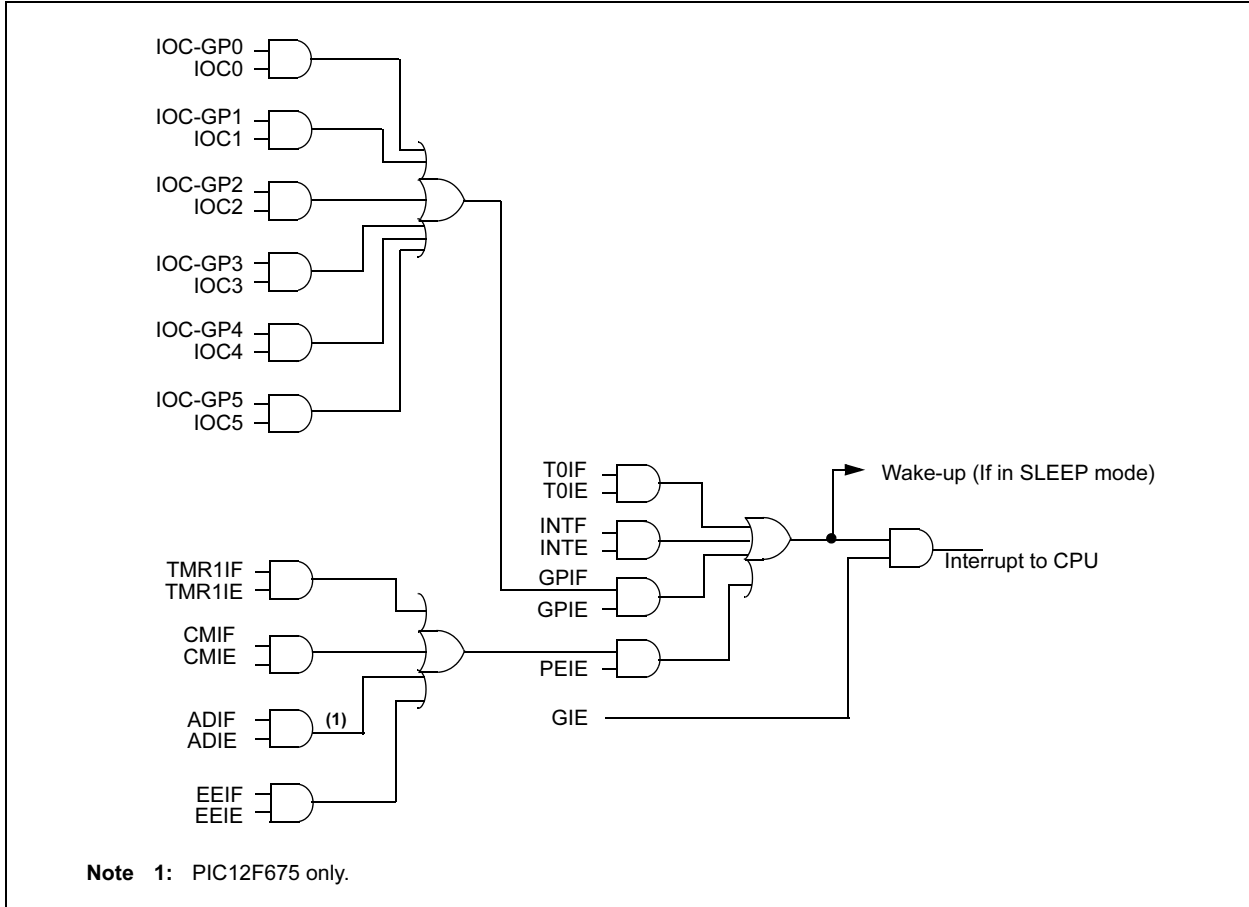 IOC-GP0
IOC0
IOC-GP1
IOC1
IOC-GP2
IOC2
IOC-GP3
IOC3
IOC-GP4
IOC4
IOC-GP5
IOC5
T0IF
T0IE
Wake-up (If in SLEEP mode)
INTF
INTE
Interrupt to CPU
GPIF
GPIE
TMR1IF
TMR1IE
CMIF
CMIE
PEIE
ADIF
ADIE
(1)
GIE
EEIF
EEIE
Note 1: PIC12F675 only.